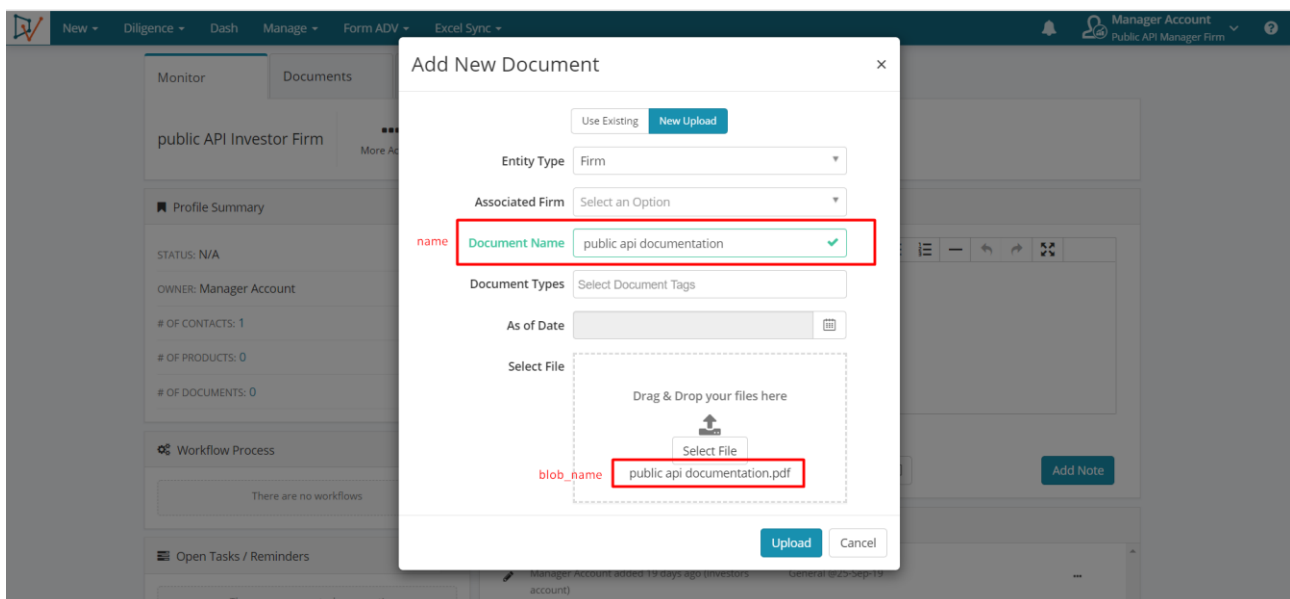 New Diligence Dash Manage Form ADV Excel Sync
Manager Account
Public API Manager Firm
Monitor Documents
public API Investor Firm
More Ac
Profile Summary
STATUS: N/A
OWNER: Manager Account
# OF CONTACTS: 1
# OF PRODUCTS: 0
# OF DOCUMENTS: 0
Workflow Process
There are no workflows
Open Tasks / Reminders
Add New Document ×
Use Existing New Upload
Entity Type Firm
Associated Firm Select an Option
name Document Name public api documentation
Document Types Select Document Tags
As of Date
Select File
Drag & Drop your files here
Select File
blob_name public api documentation.pdf
Upload Cancel
Add Note
Manager Account added 19 days ago (Investors General @25-Sep-19
account)